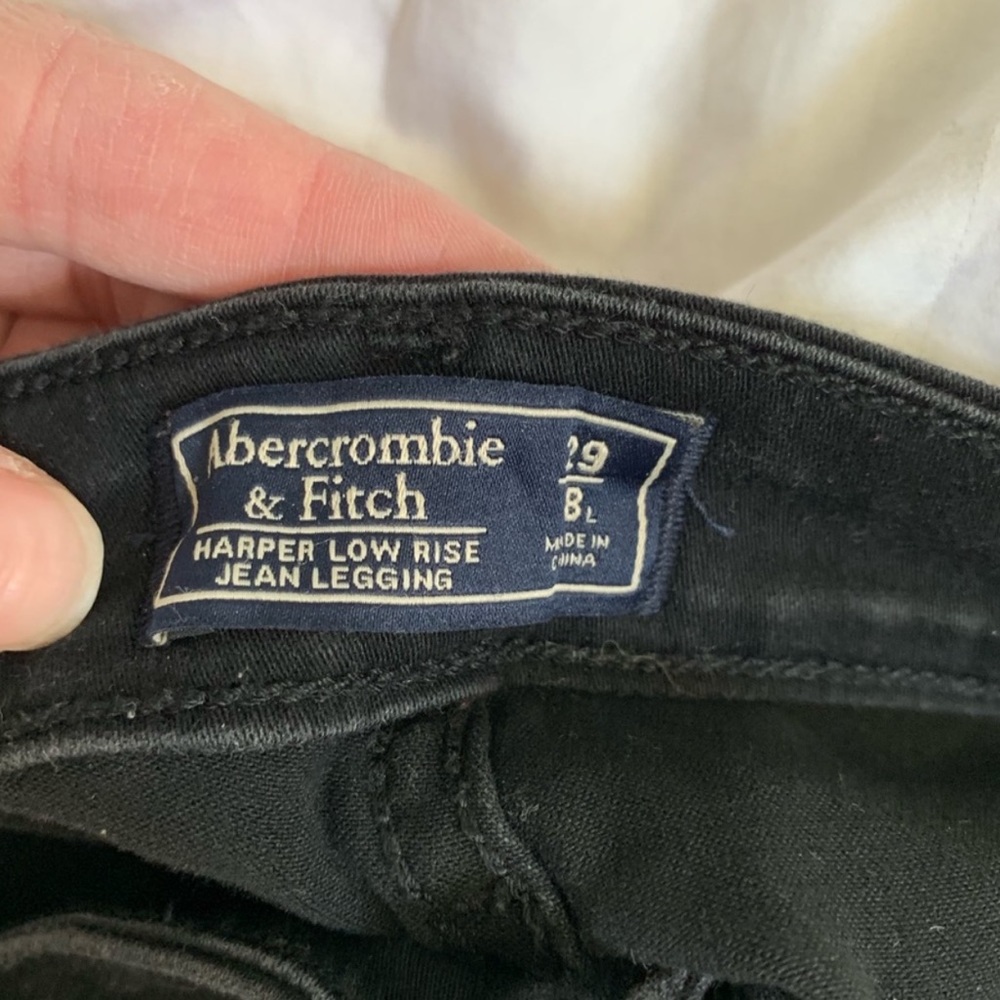 Abercrombie
& Fitch
HARPER LOW RISE
JEAN LEGGING
29
8L
MADE IN
CHINA